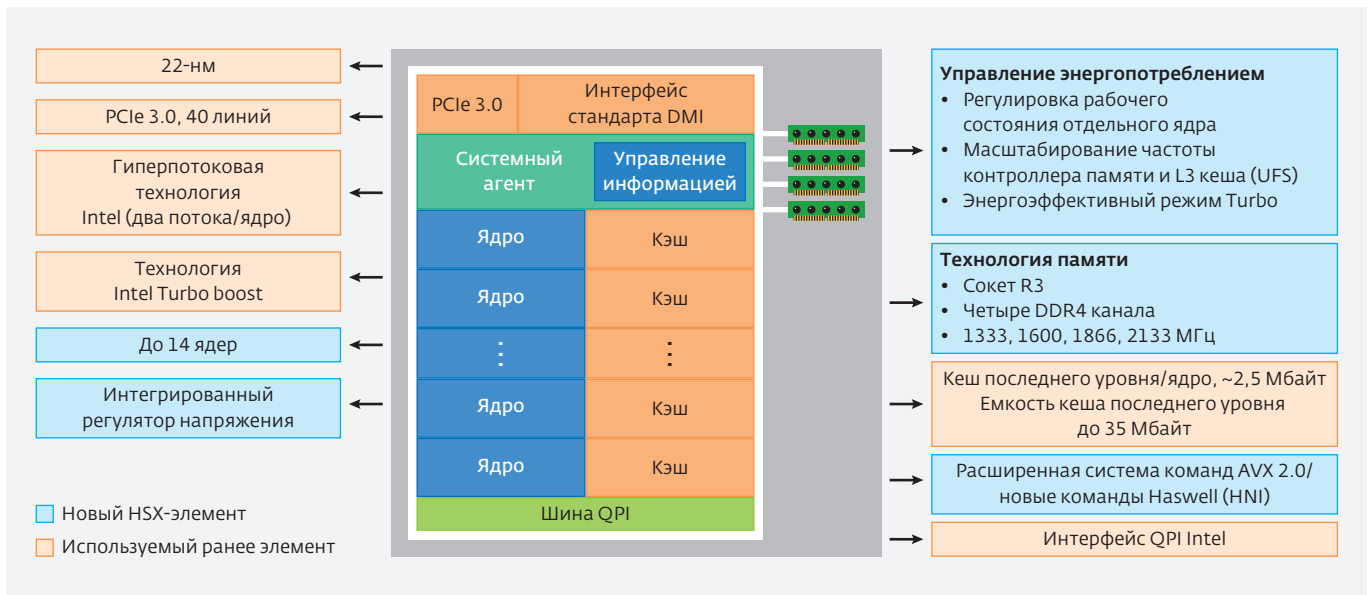 22-нм
PCIe 3.0, 40 линий
Гиперпотоковая
технология
Intel (два потока/ядро)
Технология
Intel Turbo boost
До 14 ядер
Интегрированный
регулятор напряжения
Новый HSX-элемент
Используемый ранее элемент
PCIe 3.0
Интерфейс
стандарта DMI
Системный
агент
Управление
информацией
Ядро
Кэш
Ядро
Кэш
Ядро
Кэш
Ядро
Кэш
Шина QPI
Управление энергопотреблением
• Регулировка рабочего
состояния отдельного ядра
• Масштабирование частоты
контроллера памяти и L3 кеша (UFS)
• Энергоэффективный режим Turbo
Технология памяти
• Сокет R3
• Четыре DDR4 канала
• 1333, 1600, 1866, 2133 МГц
Кеш последнего уровня/ядро, ~2,5 Мбайт
Емкость кеша последнего уровня
до 35 Мбайт
Расширенная система команд AVX 2.0/
новые команды Haswell (HNI)
Интерфейс QPI Intel